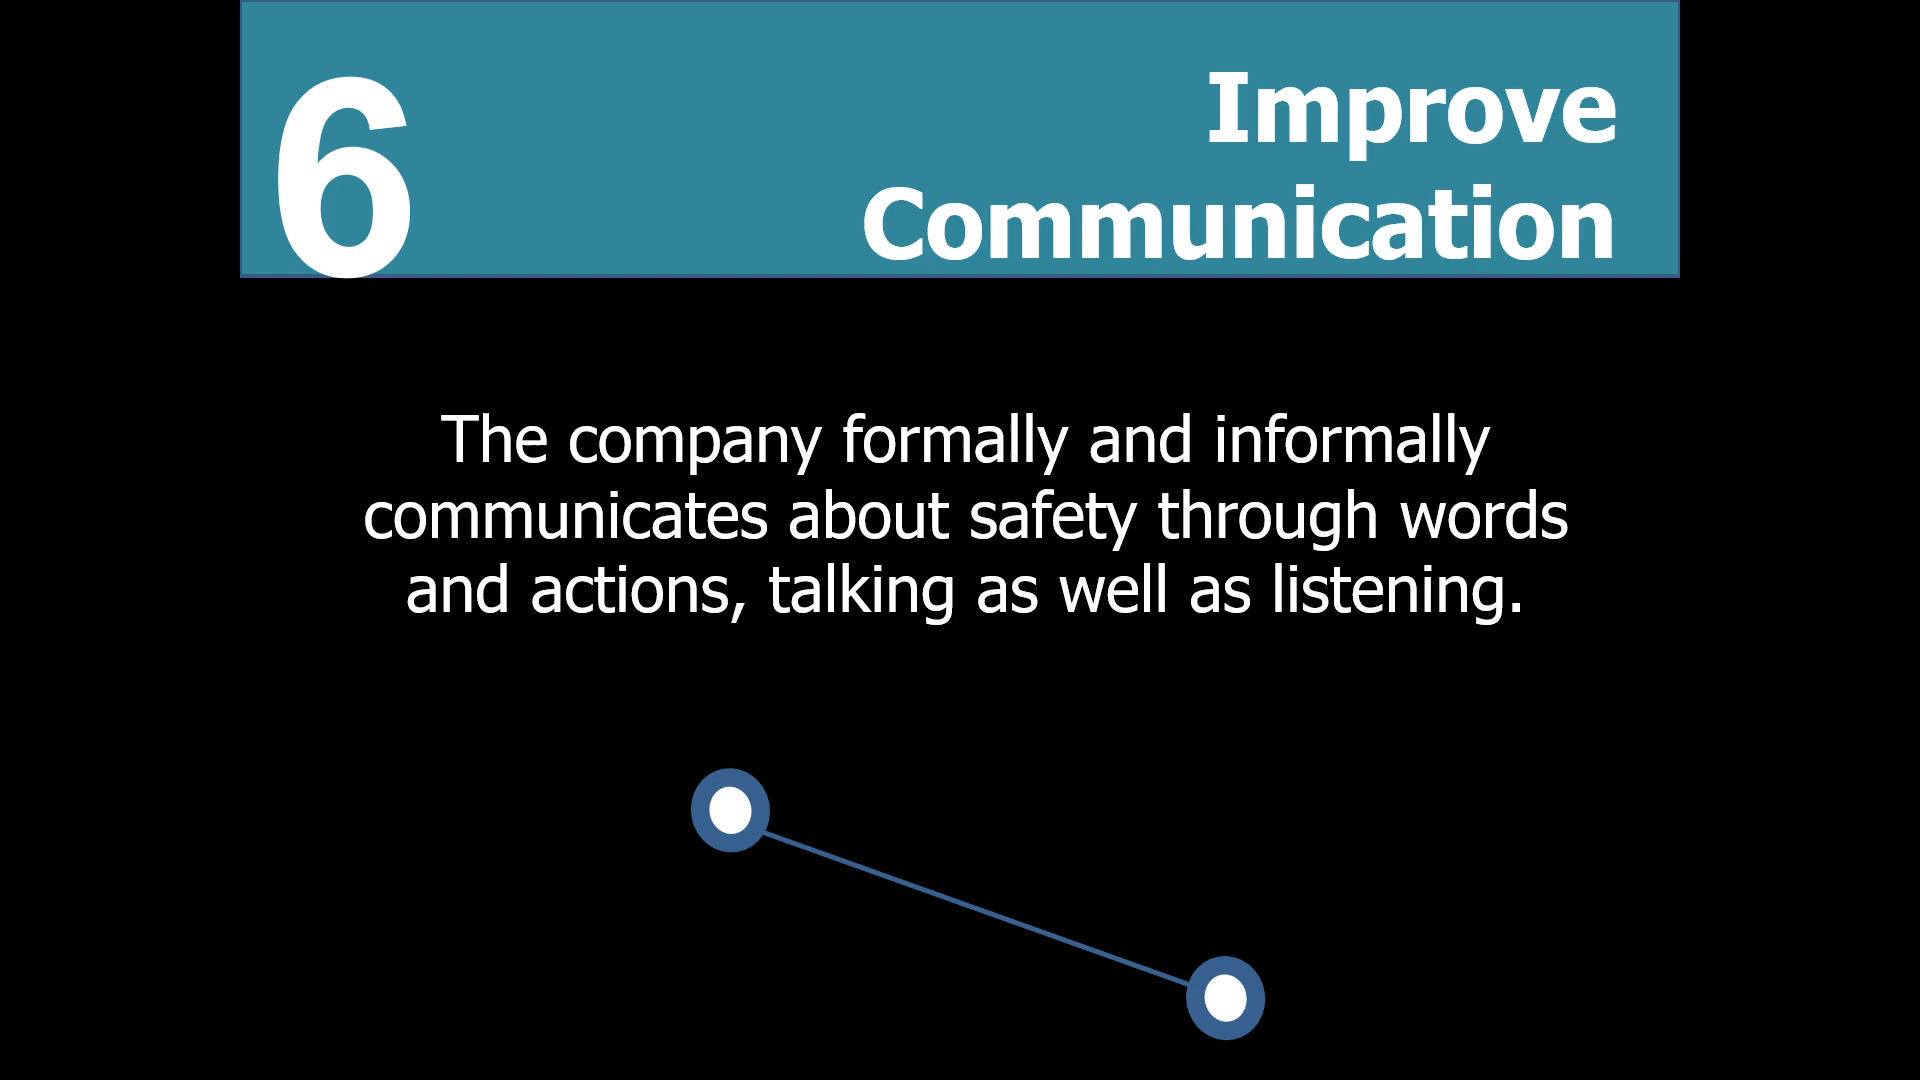 6
Improve
Communication
The company formally and informally
communicates about safety through words
and actions, talking as well as listening.